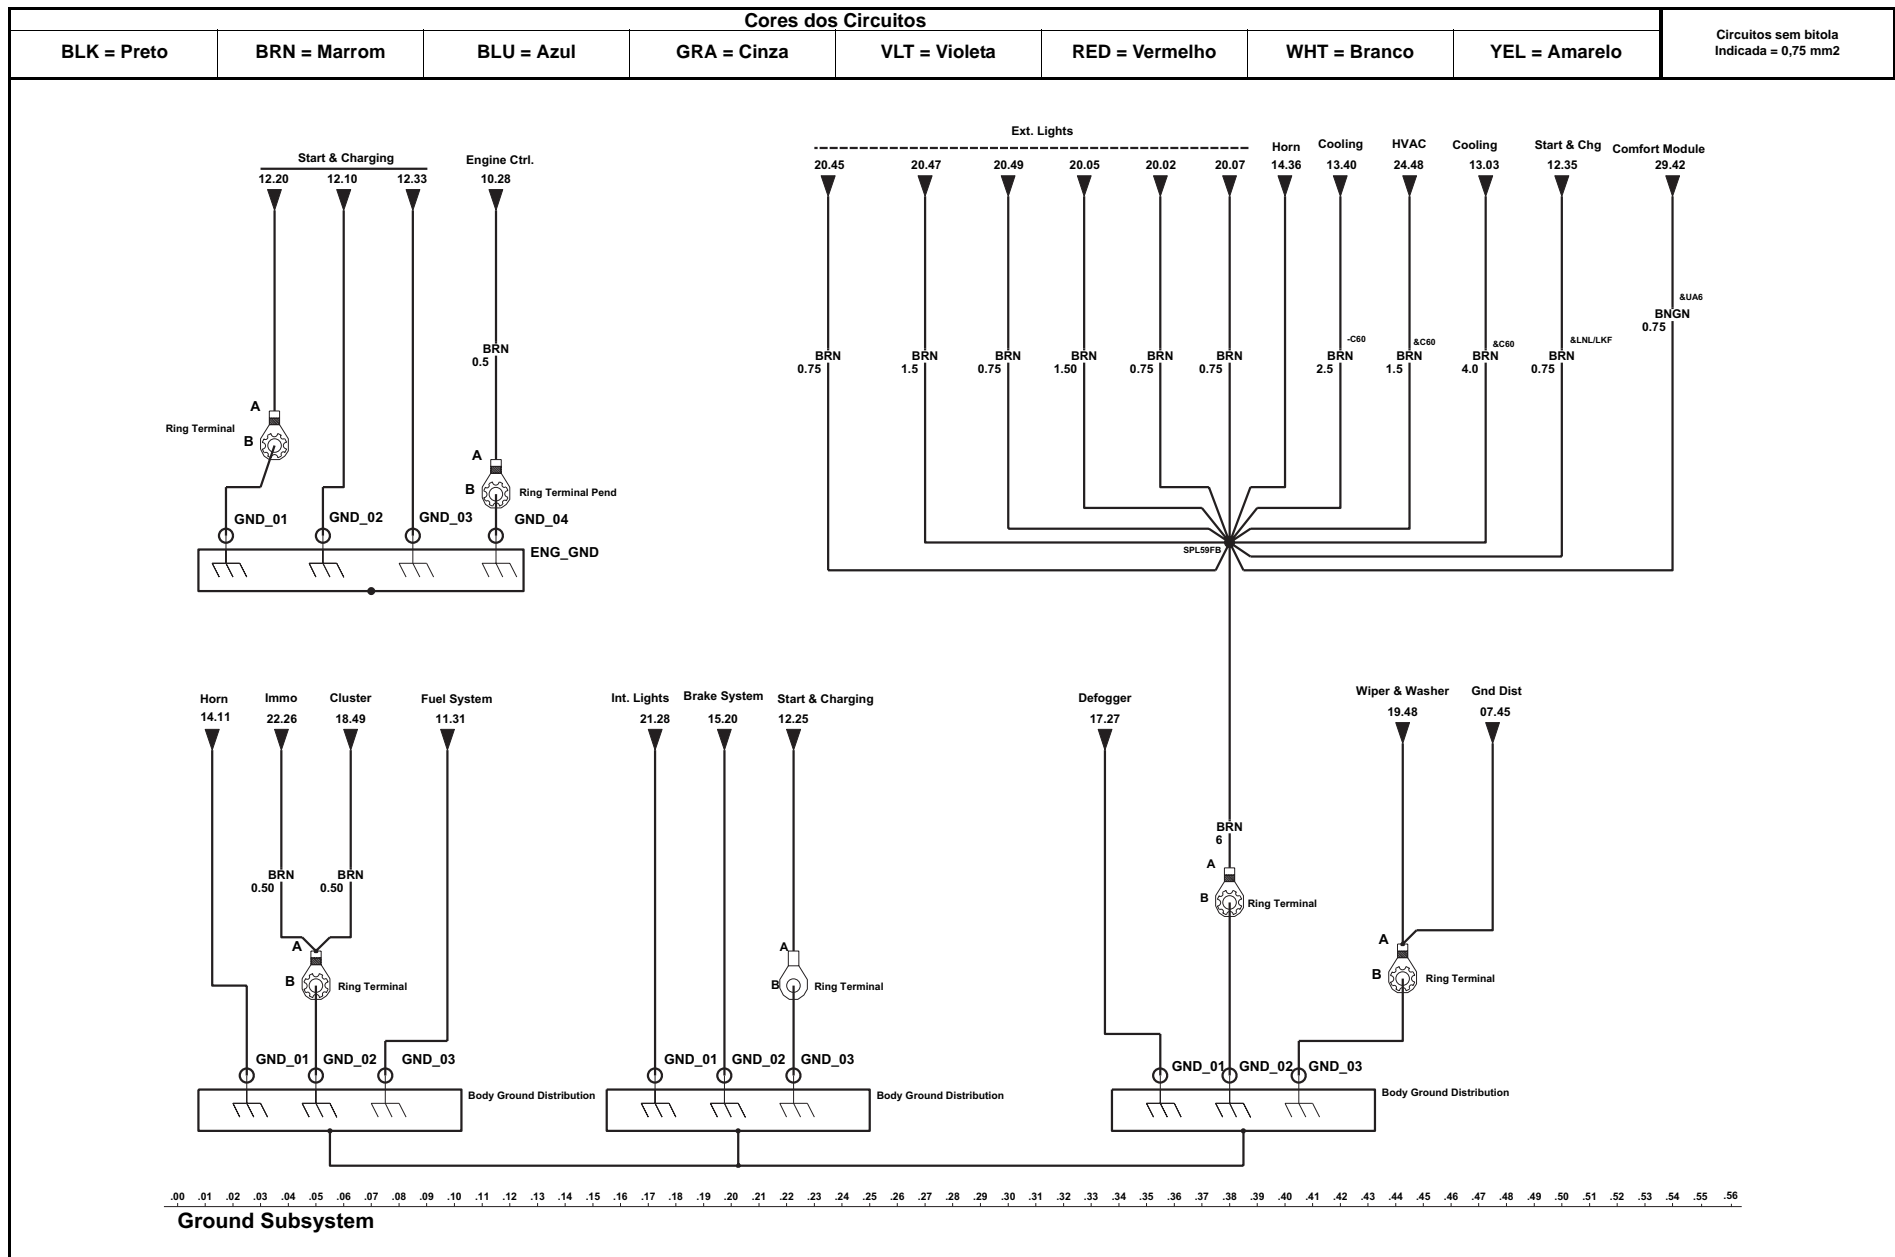 Cores dos Circuitos
BLK = Preto
BRN = Marrom
BLU = Azul
GRA = Cinza
VLT = Violeta
RED = Vermelho
WHT = Branco
YEL = Amarelo
Circuitos sem bitola
Indicada = 0,75 mm2
Start & Charging
12.20
12.10
12.33
Engine Ctrl.
10.28
BRN
0.5
A
B
Ring Terminal
A
B
Ring Terminal Pend
GND_01
GND_02
GND_03
GND_04
ENG_GND
Ext. Lights
20.45
20.47
20.49
20.05
20.02
20.07
Horn
14.36
Cooling
13.40
HVAC
24.48
Cooling
13.03
Start & Chg
12.35
Comfort Module
29.42
&UA6
BNGN
0.75
BRN
0.75
BRN
1.5
BRN
0.75
BRN
1.50
BRN
0.75
BRN
0.75
-C60
BRN
2.5
&C60
BRN
1.5
&C60
BRN
4.0
&LNL/LKF
BRN
0.75
SPL59FB
Horn
14.11
Immo
22.26
Cluster
18.49
Fuel System
11.31
BRN
0.50
BRN
0.50
A
B
Ring Terminal
GND_01
GND_02
GND_03
Body Ground Distribution
Int. Lights
21.28
Brake System
15.20
Start & Charging
12.25
A
B
Ring Terminal
GND_01
GND_02
GND_03
Body Ground Distribution
Defogger
17.27
BRN
6
A
B
Ring Terminal
Wiper & Washer
19.48
Gnd Dist
07.45
A
B
Ring Terminal
GND_01
GND_02
GND_03
Body Ground Distribution
.00 .01 .02 .03 .04 .05 .06 .07 .08 .09 .10 .11 .12 .13 .14 .15 .16 .17 .18 .19 .20 .21 .22 .23 .24 .25 .26 .27 .28 .29 .30 .31 .32 .33 .34 .35 .36 .37 .38 .39 .40 .41 .42 .43 .44 .45 .46 .47 .48 .49 .50 .51 .52 .53 .54 .55 .56
Ground Subsystem